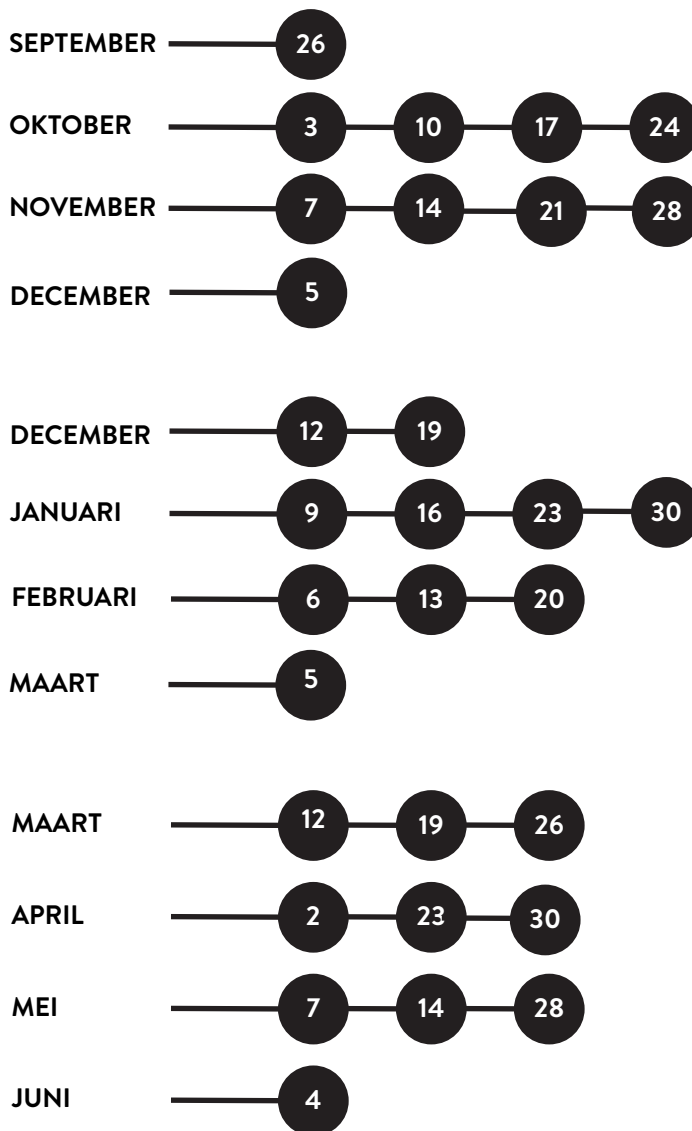 SEPTEMBER 26
OKTOBER 3 10 17 24
NOVEMBER 7 14 21 28
DECEMBER 5
DECEMBER 12 19
JANUARI 9 16 23 30
FEBRUARI 6 13 20
MAART 5
MAART 12 19 26
APRIL 2 23 30
MEI 7 14 28
JUNI 4